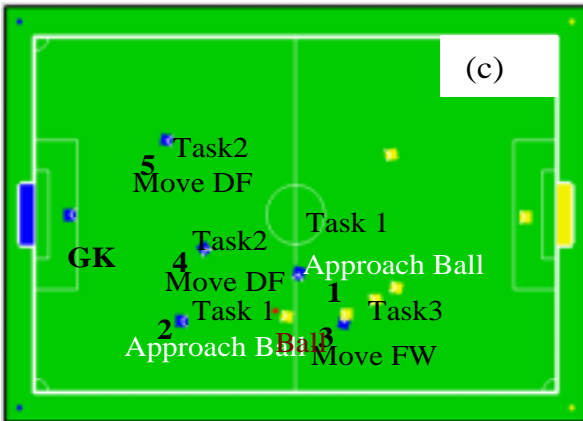 (c)
5 Task2
Move DF
Task 1
Task2
GK
4
Approach Ball
Move DF
1
Task 1
Task3
2
3
Ball
Approach Ball
Move FW